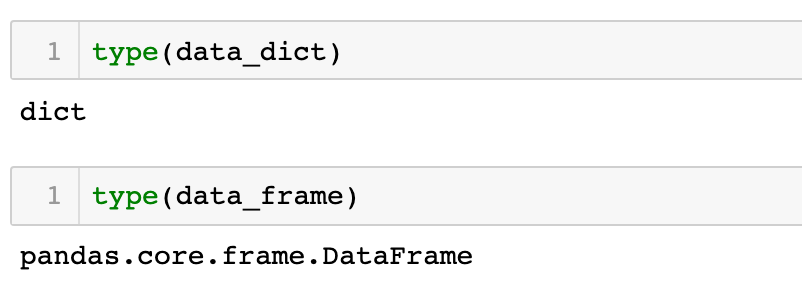 1 type(data_dict)
dict
1 type(data_frame)
pandas.core.frame.DataFrame